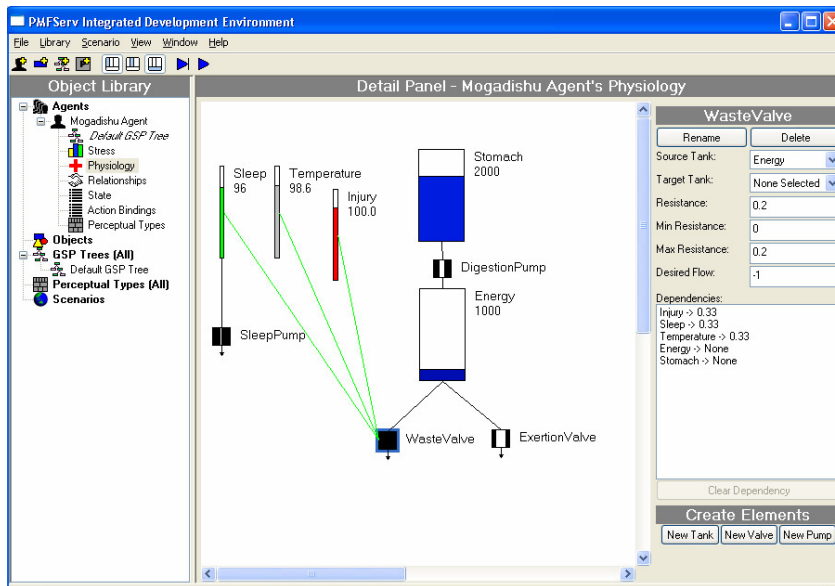 PMFServ Integrated Development Environment
File Library Scenario View Window Help
Object Library
Agents
Mogadishu Agent
Default GSP Tree
Stress
Physiology
Relationships
State
Action Bindings
Perceptual Types
Objects
GSP Trees (All)
Default GSP Tree
Perceptual Types (All)
Scenarios
Detail Panel - Mogadishu Agent's Physiology
Sleep
96
Temperature
98.6
Injury
100.0
Stomach
2000
DigestionPump
Energy
1000
SleepPump
WasteValve
ExertionValve
WasteValve
Rename Delete
Source Tank: Energy
Target Tank: None Selected
Resistance: 0.2
Min Resistance: 0
Max Resistance: 0.2
Desired Flow: -1
Dependencies:
Injury -> 0.33
Sleep -> 0.33
Temperature -> 0.33
Energy -> None
Stomach -> None
Clear Dependency
Create Elements
New Tank New Valve New Pump